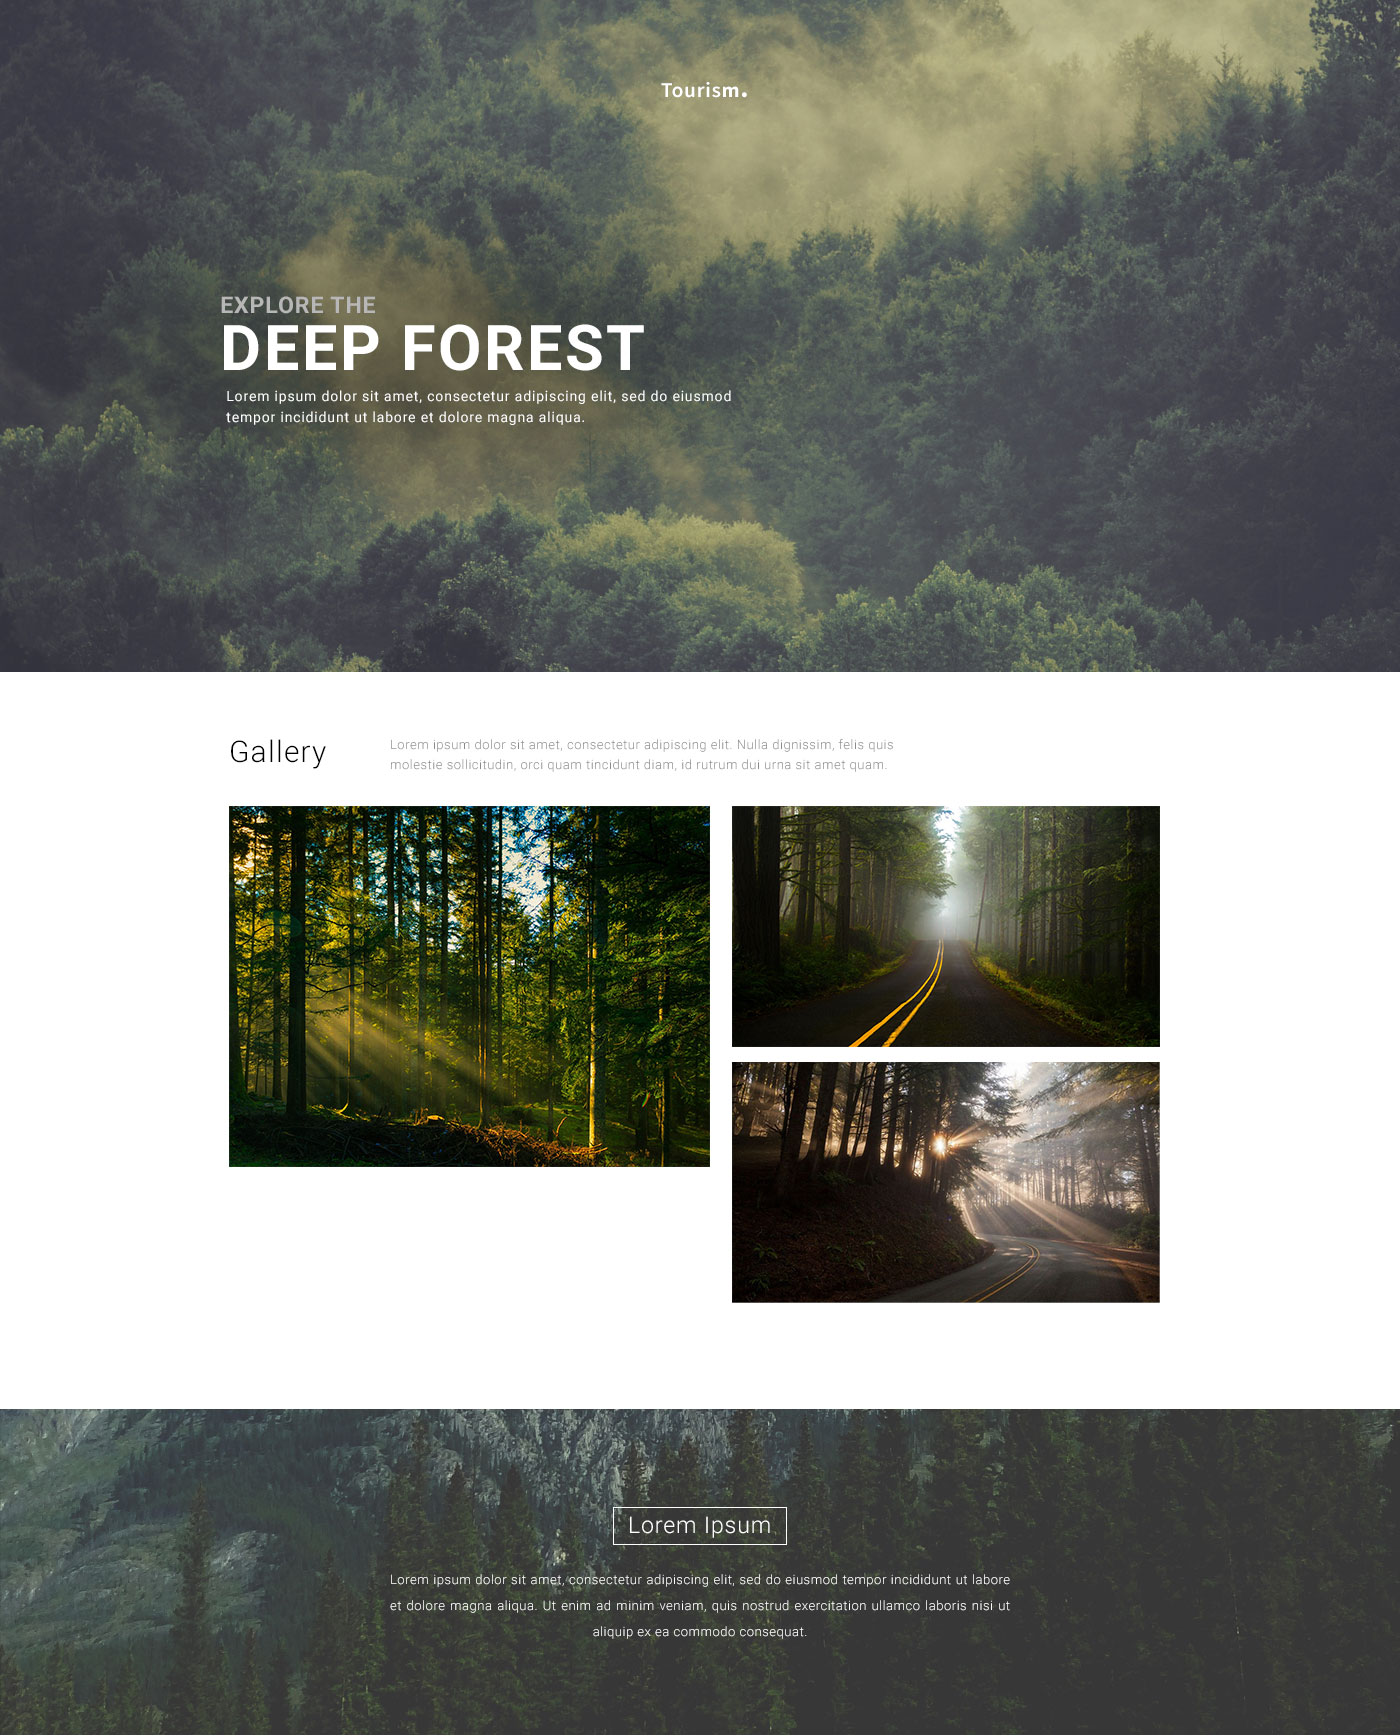 Tourism.
EXPLORE THE
DEEP FOREST
Lorem ipsum dolor sit amet, consectetur adipiscing elit, sed do eiusmod
tempor incididunt ut labore et dolore magna aliqua.
Gallery
Lorem ipsum dolor sit amet, consectetur adipiscing elit. Nulla dignissim, felis quis
molestie sollicitudin, orci quam tincidunt diam, id rutrum dui urna sit amet quam.
Lorem Ipsum
Lorem ipsum dolor sit amet, consectetur adipiscing elit, sed do eiusmod tempor incididunt ut labore
et dolore magna aliqua. Ut enim ad minim veniam, quis nostrud exercitation ullamco laboris nisi ut
aliquip ex ea commodo consequat.